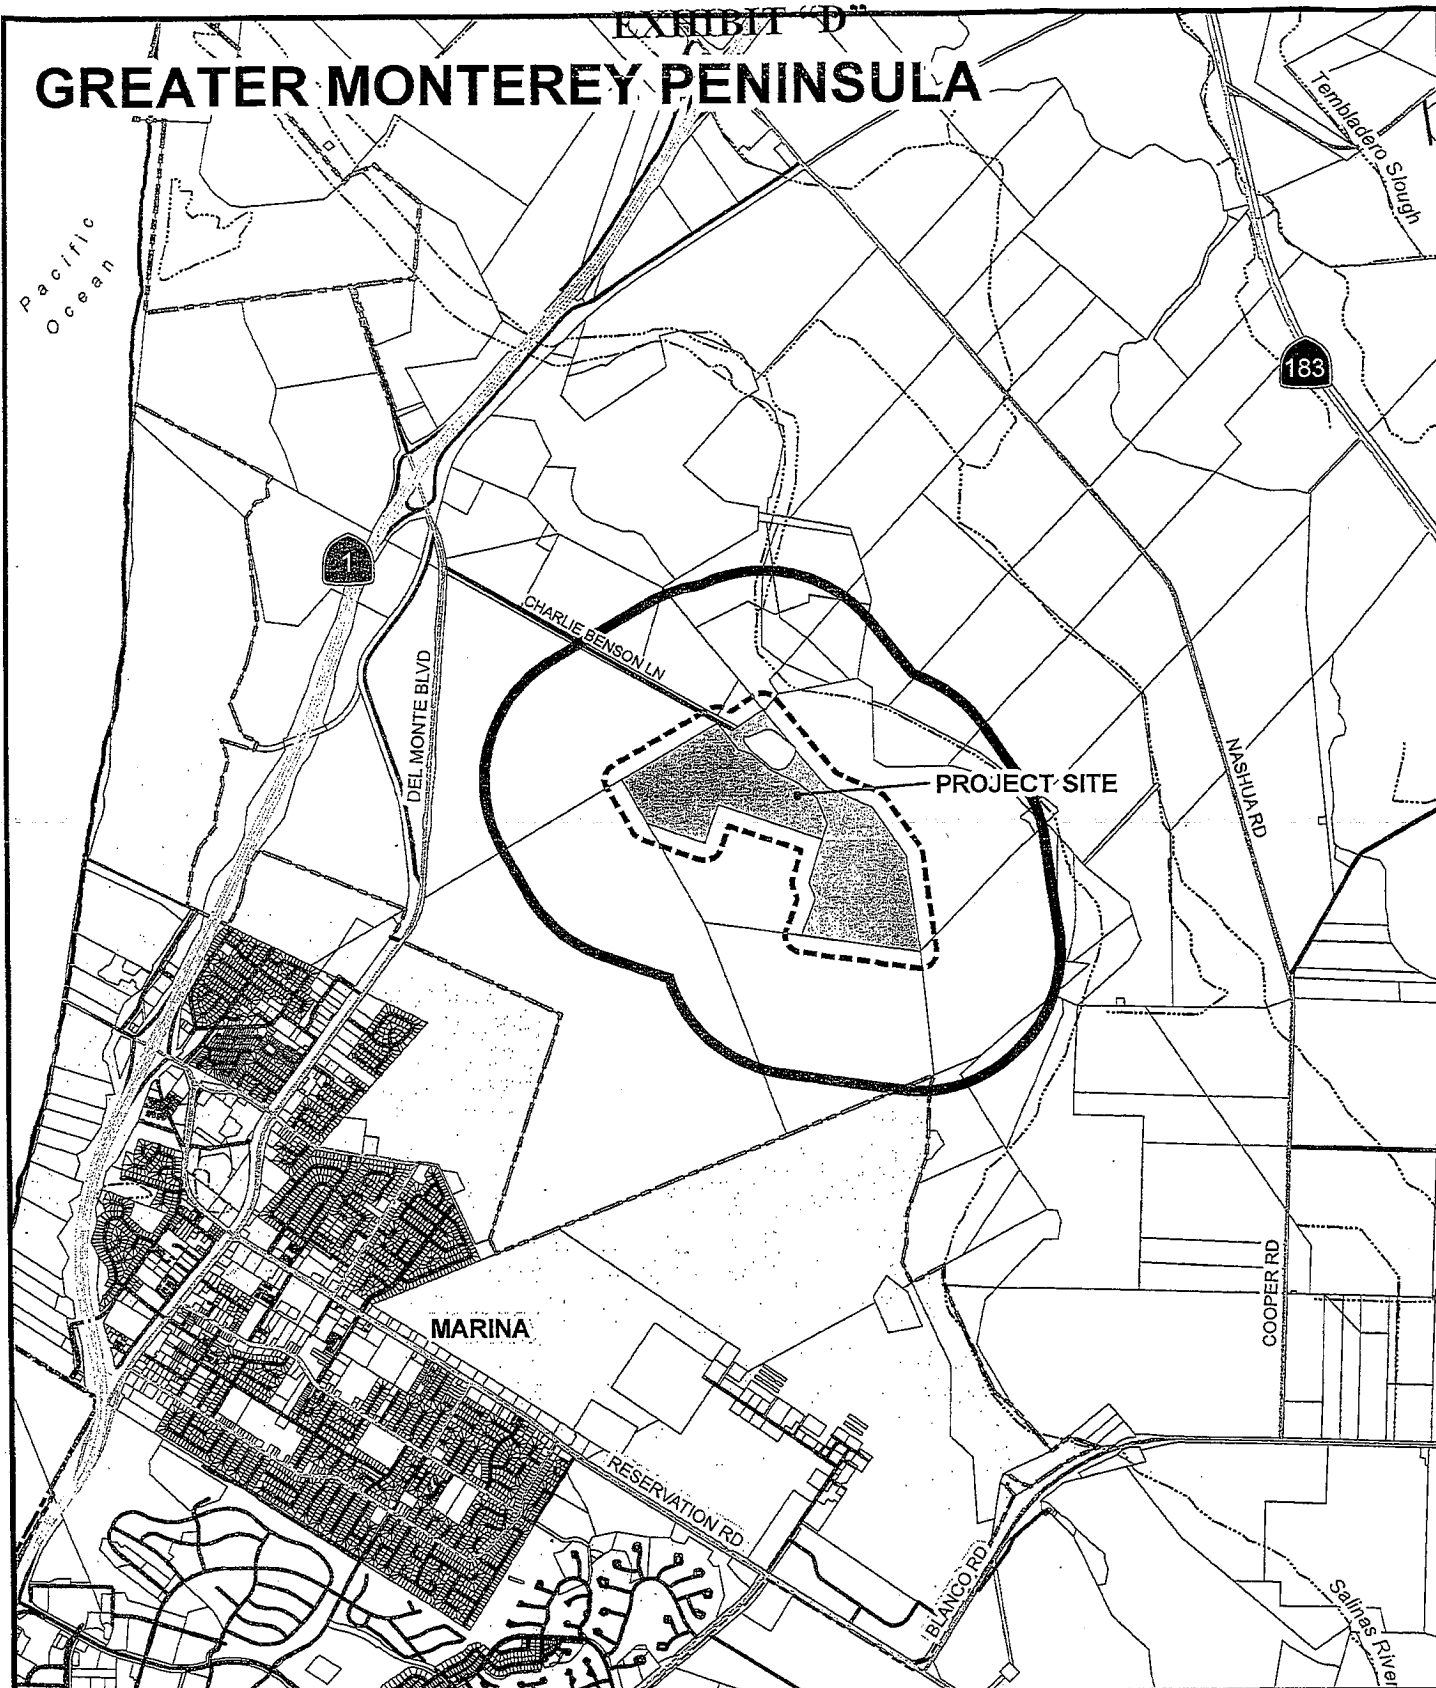 EXHIBIT "D"
GREATER MONTEREY PENINSULA
Tembladero Slough
Pacific
Ocean
183
1
CHARLIE BENSON LN
DEL MONTE BLVD
PROJECT SITE
NASHUA RD
MARINA
COOPER RD
RESERVATION RD
BLANCO RD
Salinas River